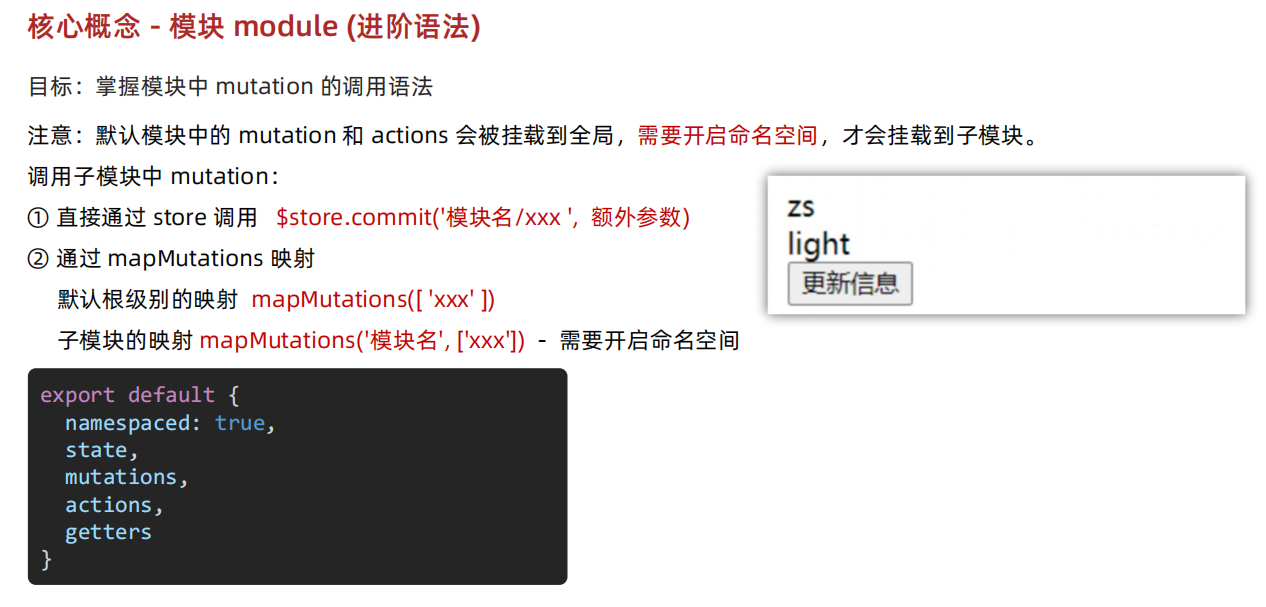 核心概念 - 模块 module (进阶语法)
目标：掌握模块中 mutation 的调用语法
注意：默认模块中的 mutation 和 actions 会被挂载到全局，需要开启命名空间，才会挂载到子模块。
调用子模块中 mutation：
① 直接通过 store 调用 $store.commit('模块名/xxx ', 额外参数)
② 通过 mapMutations 映射
默认根级别的映射 mapMutations([ 'xxx' ])
子模块的映射 mapMutations('模块名', ['xxx']) - 需要开启命名空间
zs
light
更新信息
export default {
namespaced: true,
state,
mutations,
actions,
getters
}